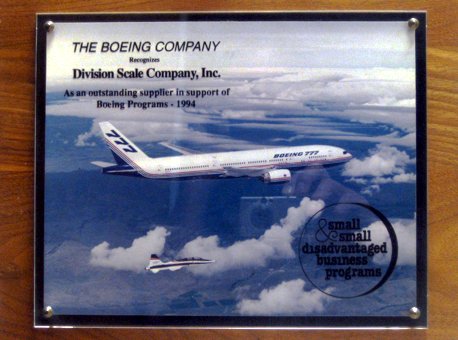 THE BOEING COMPANY
Recognizes
Division Scale Company, Inc.
As an outstanding supplier in support of
Boeing Programs - 1994
777
BOEING 777
small
& small
disadvantaged
business
programs